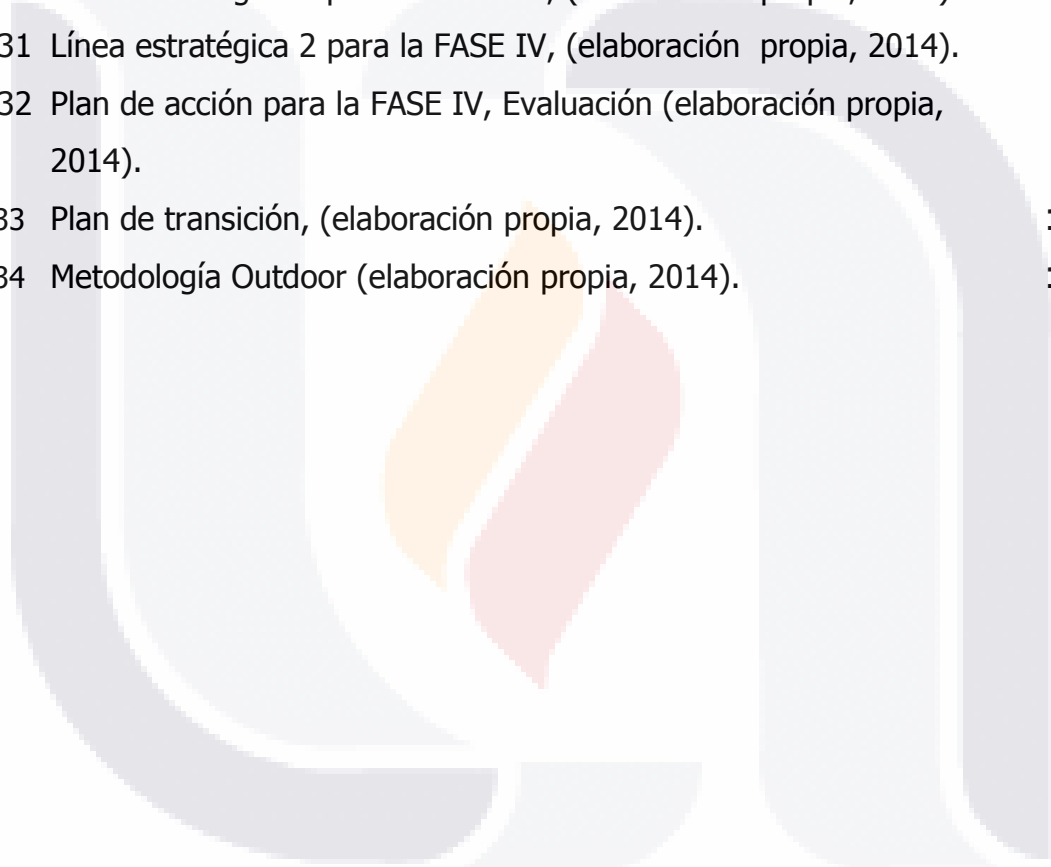 31 Línea estratégica 2 para la FASE IV, (elaboración propia, 2014).
32 Plan de acción para la FASE IV, Evaluación (elaboración propia,
2014).
33 Plan de transición, (elaboración propia, 2014).
34 Metodología Outdoor (elaboración propia, 2014).